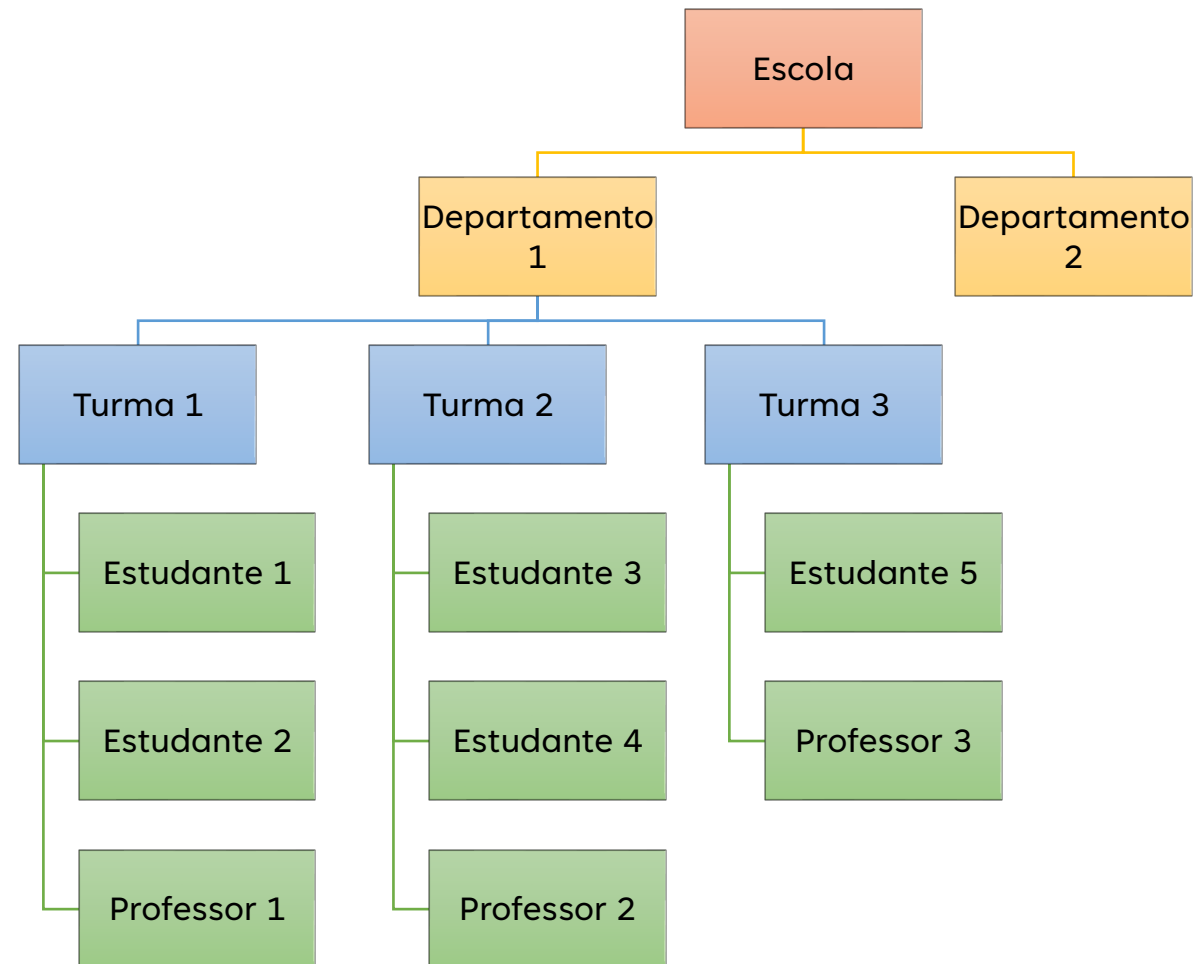 Escola
Departamento
1
Departamento
2
Turma 1
Turma 2
Turma 3
Estudante 1
Estudante 3
Estudante 5
Estudante 2
Estudante 4
Professor 3
Professor 1
Professor 2